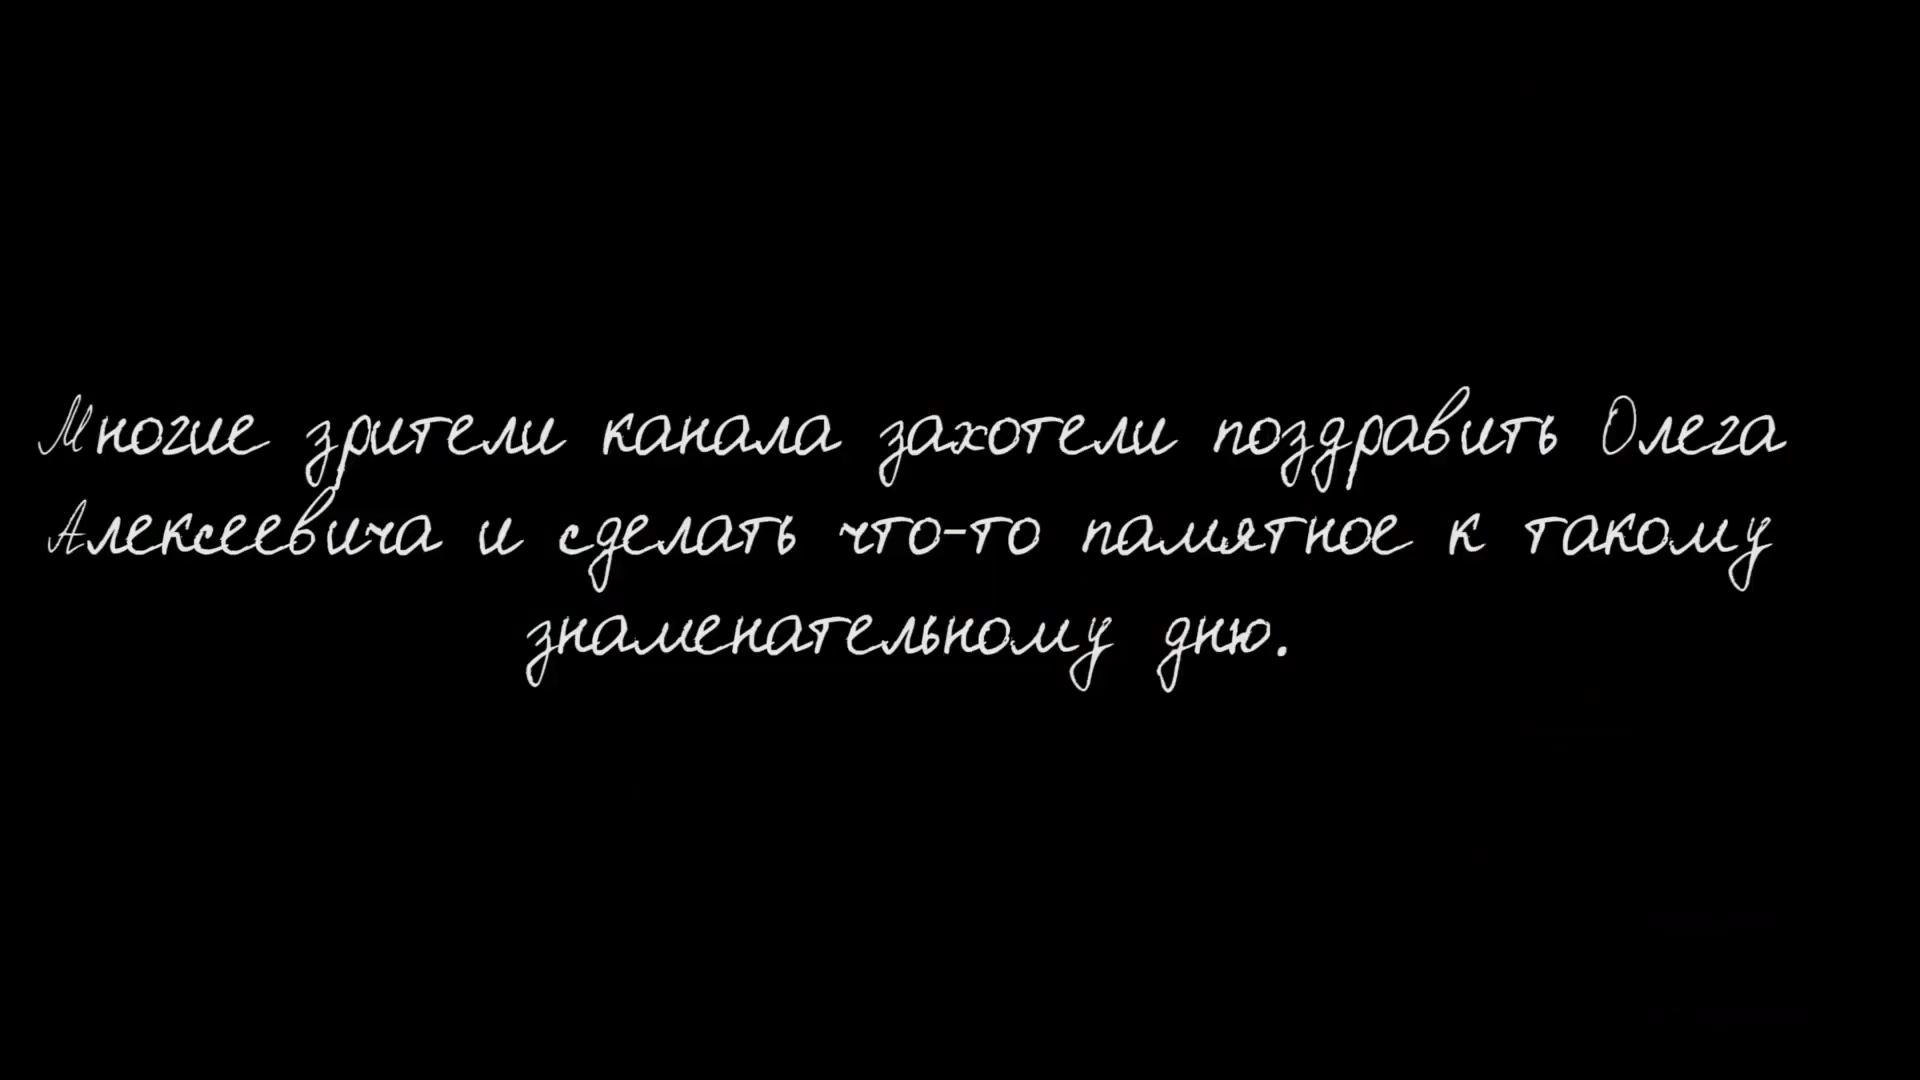 Многие зрители канала захотели поздравить Олега
Алексеевича и сделать что-то памятное к такому
знаменательному дню.